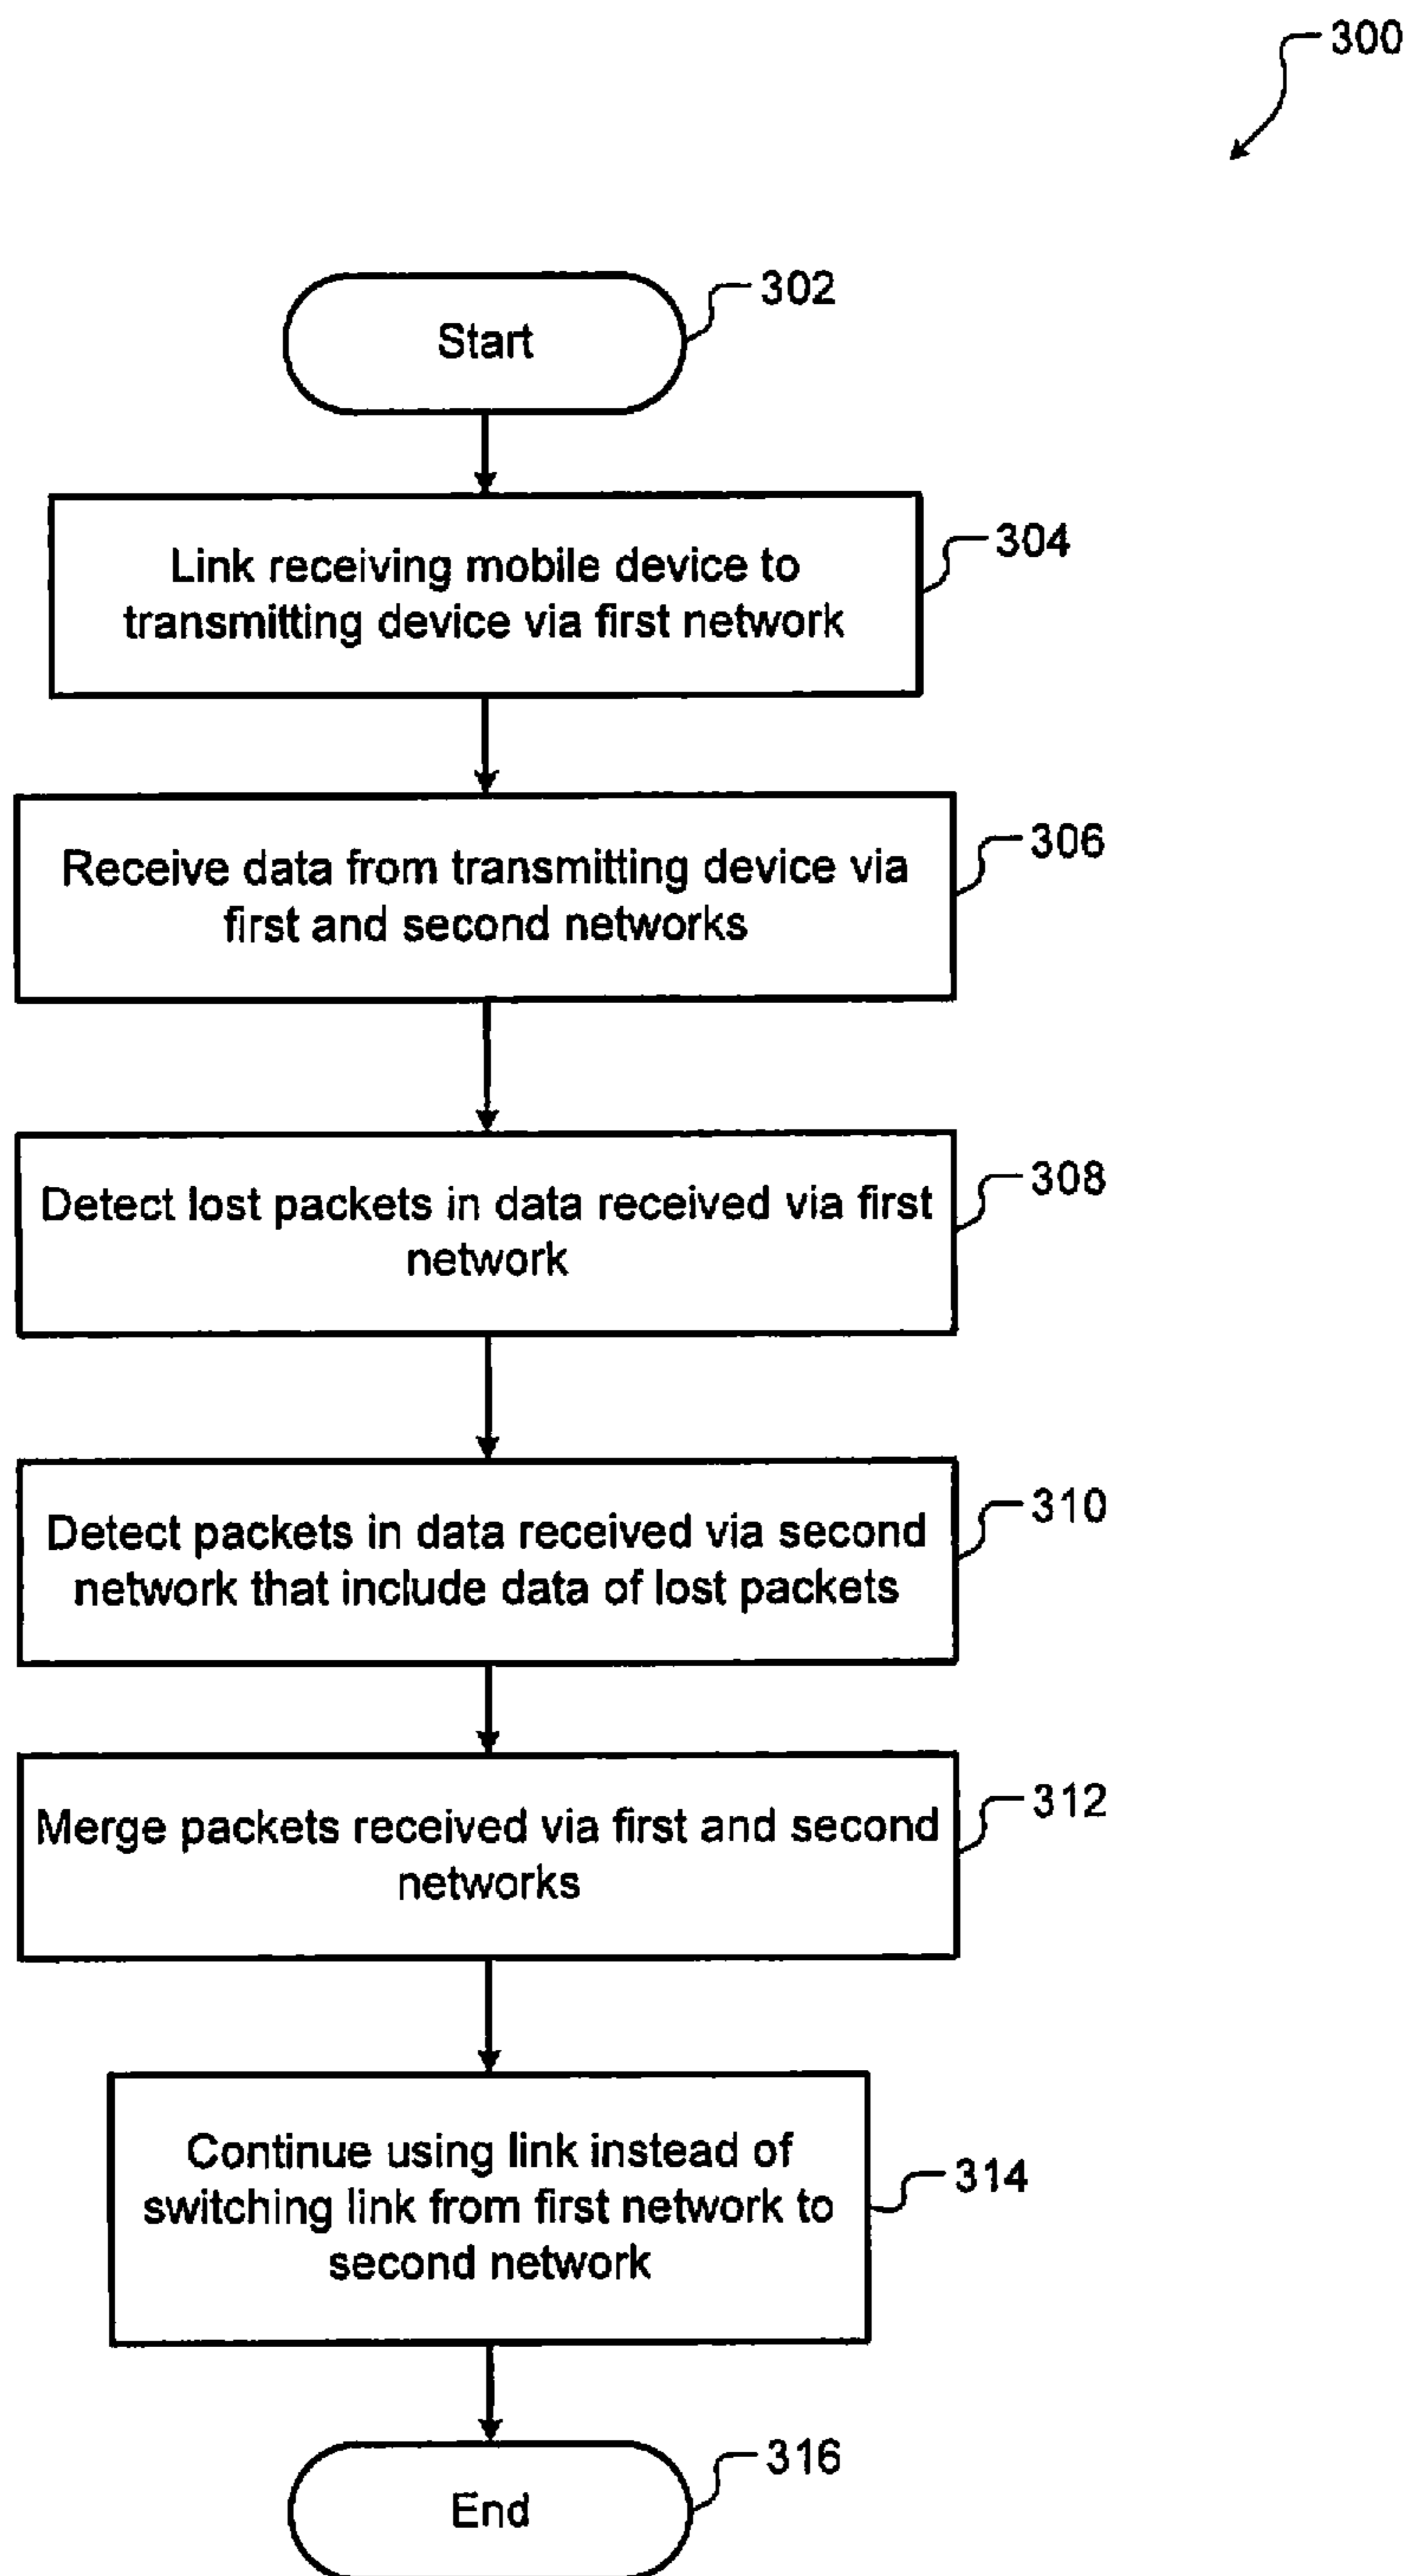 300
Start
302
Link receiving mobile device to
transmitting device via first network
304
Receive data from transmitting device via
first and second networks
306
Detect lost packets in data received via first
network
308
Detect packets in data received via second
network that include data of lost packets
310
Merge packets received via first and second
networks
312
Continue using link instead of
switching link from first network to
second network
314
End
316